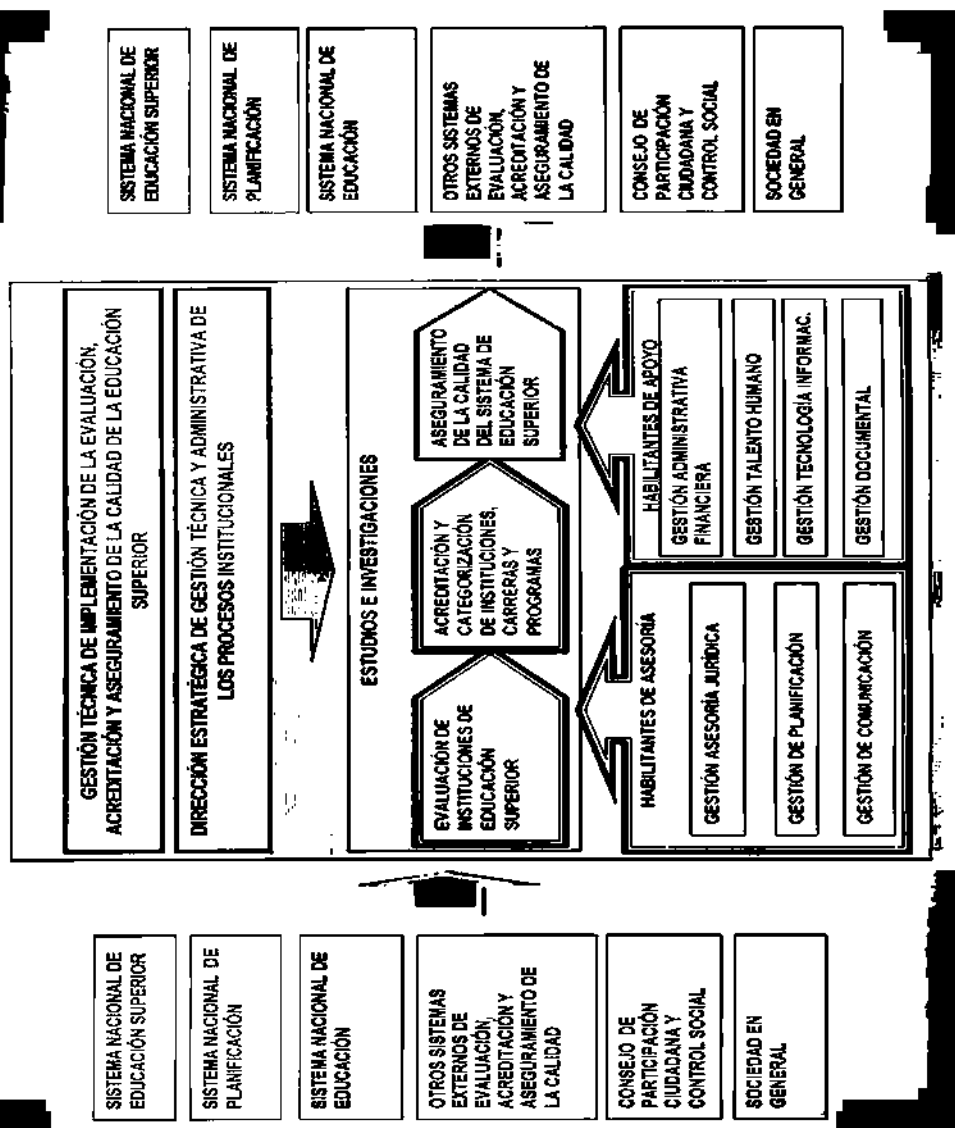 SISTEMA NACIONAL DE
EDUCACIÓN SUPERIOR
SISTEMA NACIONAL DE
PLANIFICACIÓN
SISTEMA NACIONAL DE
EDUCACIÓN
OTROS SISTEMAS
EXTERNOS DE
EVALUACIÓN,
ACREDITACIÓN Y
ASEGURAMIENTO DE
LA CALIDAD
CONSEJO DE
PARTICIPACIÓN
CIUDADANA Y
CONTROL SOCIAL
SOCIEDAD EN
GENERAL
GESTIÓN TÉCNICA DE IMPLEMENTACIÓN DE LA EVALUACIÓN,
ACREDITACIÓN Y ASEGURAMIENTO DE LA CALIDAD DE LA EDUCACIÓN
SUPERIOR
DIRECCIÓN ESTRATÉGICA DE GESTIÓN TÉCNICA Y ADMINISTRATIVA DE
LOS PROCESOS INSTITUCIONALES
ESTUDIOS E INVESTIGACIONES
EVALUACIÓN DE
INSTITUCIONES DE
EDUCACIÓN
SUPERIOR
ACREDITACIÓN Y
CATEGORIZACIÓN
DE INSTITUCIONES,
CARRERAS Y
PROGRAMAS
ASEGURAMIENTO
DE LA CALIDAD
DEL SISTEMA DE
EDUCACIÓN
SUPERIOR
HABILITANTES DE ASESORÍA
GESTIÓN ASESORÍA JURÍDICA
GESTIÓN DE PLANIFICACIÓN
GESTIÓN DE COMUNICACIÓN
HABILITANTES DE APOYO
GESTIÓN ADMINISTRATIVA
FINANCIERA
GESTIÓN TALENTO HUMANO
GESTIÓN TECNOLOGÍA INFORMAC.
GESTIÓN DOCUMENTAL
SISTEMA NACIONAL DE
EDUCACIÓN SUPERIOR
SISTEMA NACIONAL DE
PLANIFICACIÓN
SISTEMA NACIONAL DE
EDUCACIÓN
OTROS SISTEMAS
EXTERNOS DE
EVALUACIÓN,
ACREDITACIÓN Y
ASEGURAMIENTO DE
LA CALIDAD
CONSEJO DE
PARTICIPACIÓN
CIUDADANA Y
CONTROL SOCIAL
SOCIEDAD EN
GENERAL